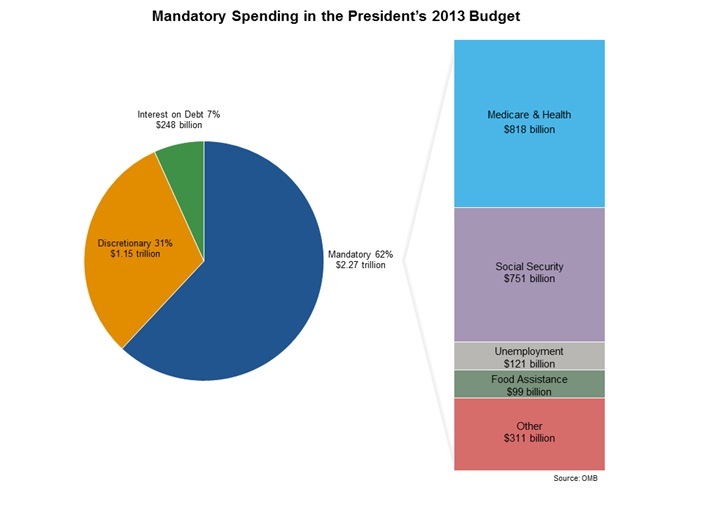 Mandatory Spending in the President’s 2013 Budget
Interest on Debt 7%
$248 billion
Discretionary 31%
$1.15 trillion
Mandatory 62%
$2.27 trillion
Medicare & Health
$818 billion
Social Security
$751 billion
Unemployment
$121 billion
Food Assistance
$99 billion
Other
$311 billion
Source: OMB